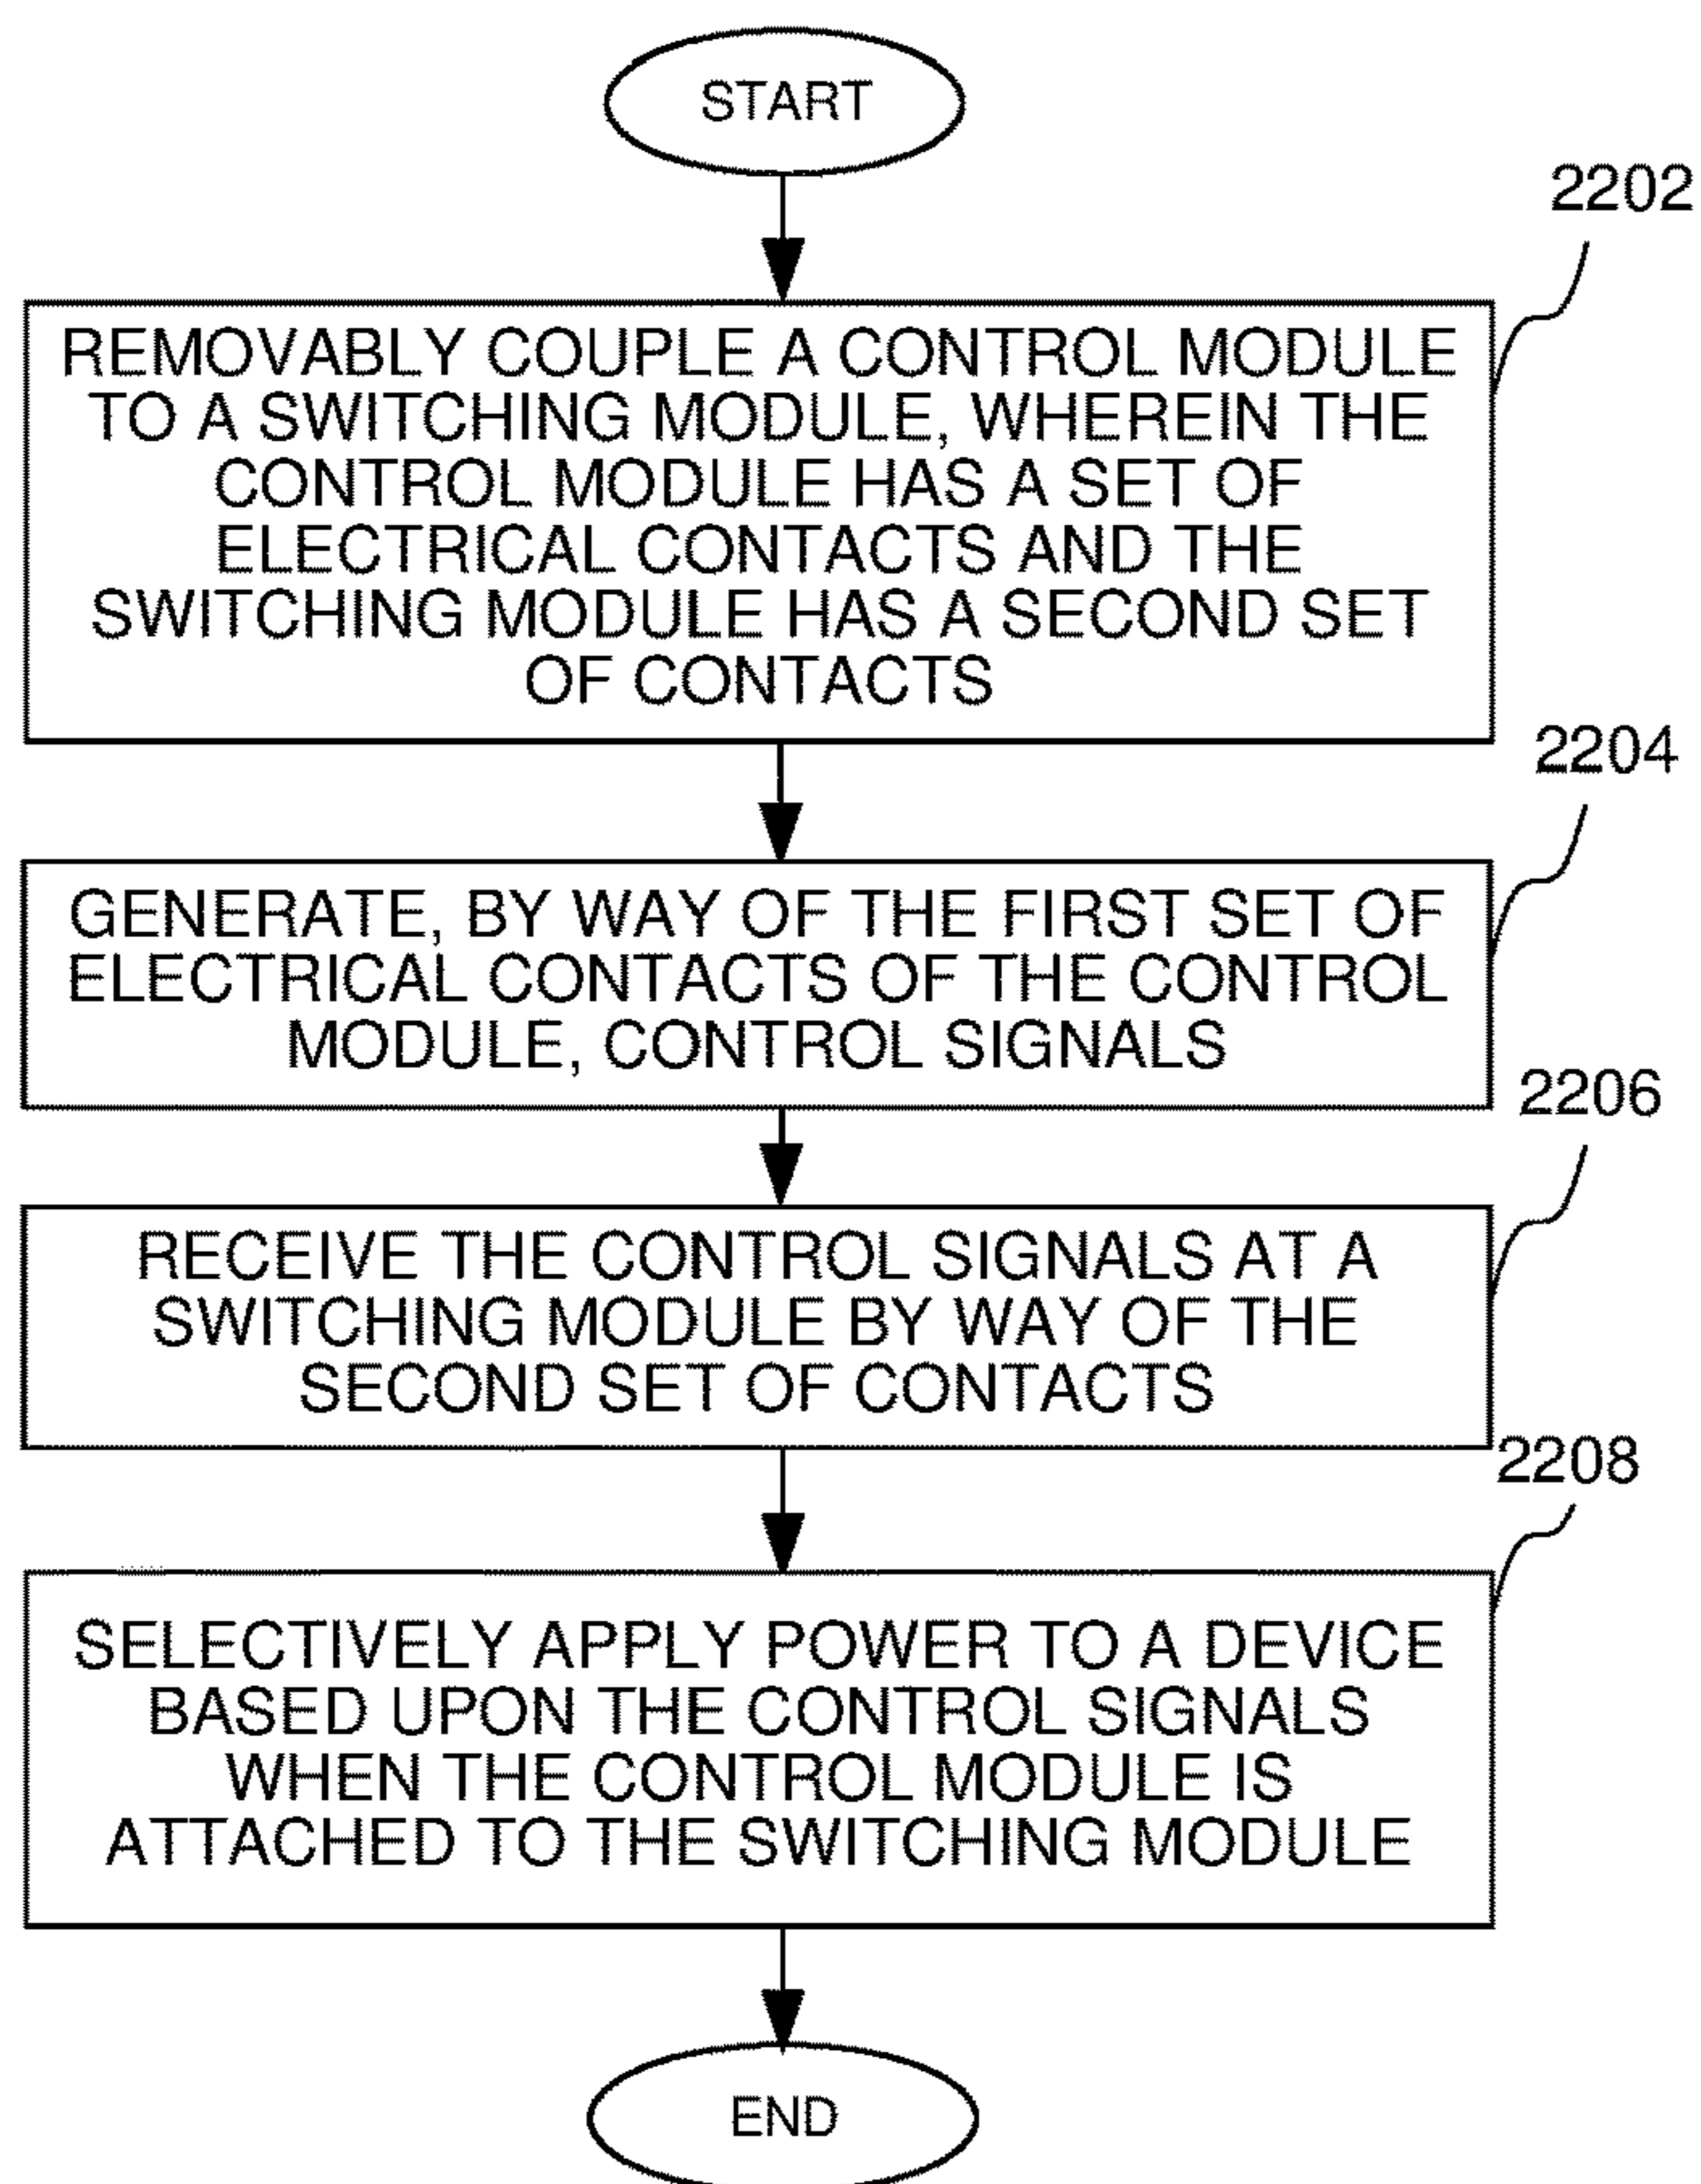 START
2202
REMOVABLY COUPLE A CONTROL MODULE
TO A SWITCHING MODULE, WHEREIN THE
CONTROL MODULE HAS A SET OF
ELECTRICAL CONTACTS AND THE
SWITCHING MODULE HAS A SECOND SET
OF CONTACTS
2204
GENERATE, BY WAY OF THE FIRST SET OF
ELECTRICAL CONTACTS OF THE CONTROL
MODULE, CONTROL SIGNALS
2206
RECEIVE THE CONTROL SIGNALS AT A
SWITCHING MODULE BY WAY OF THE
SECOND SET OF CONTACTS
2208
SELECTIVELY APPLY POWER TO A DEVICE
BASED UPON THE CONTROL SIGNALS
WHEN THE CONTROL MODULE IS
ATTACHED TO THE SWITCHING MODULE
END